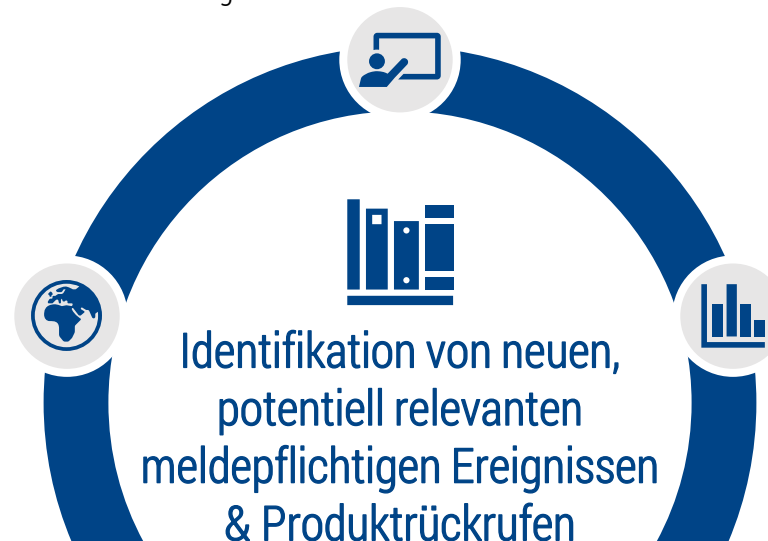 Identifikation von neuen,
potentiell relevanten
meldepflichtigen Ereignissen
& Produktrückrufen